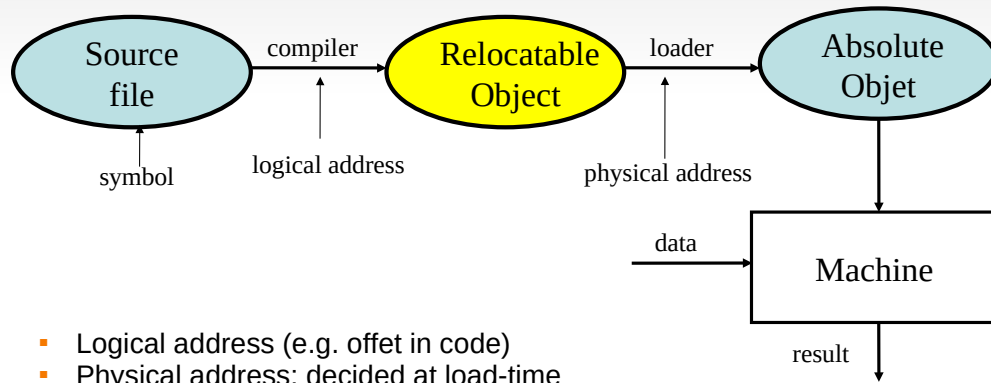 Source
file
compiler
Relocatable
Object
loader
Absolute
Objet
symbol
logical address
physical address
data
Machine
result
▪ Logical address (e.g. offet in code)
▪ Physical address: decided at load-time